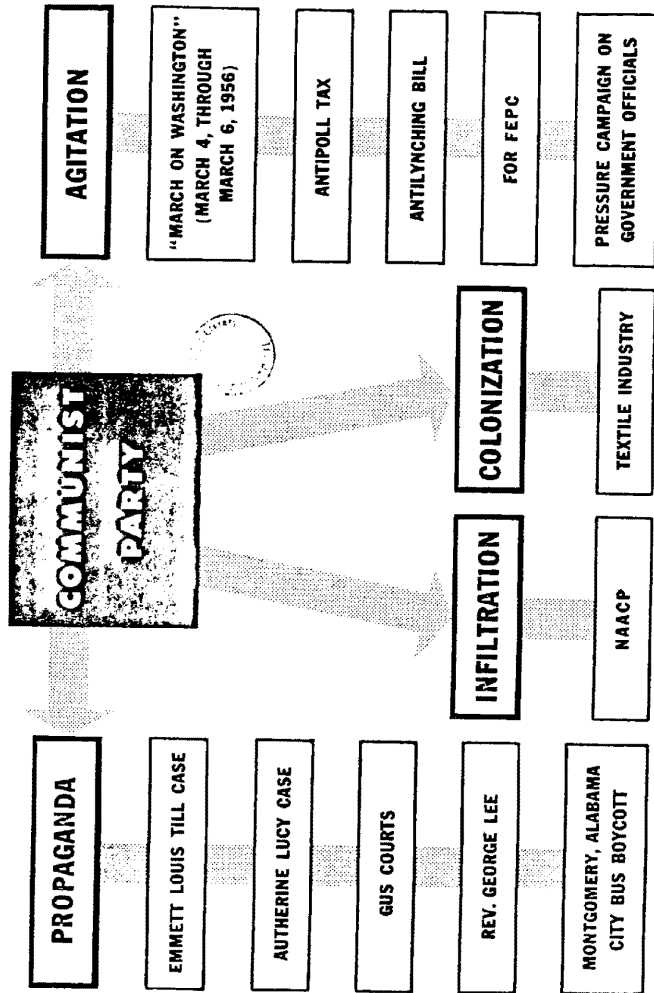 COMMUNIST
PARTY
PROPAGANDA
EMMETT LOUIS TILL CASE
AUTHERINE LUCY CASE
GUS COURTS
REV. GEORGE LEE
MONTGOMERY, ALABAMA
CITY BUS BOYCOTT
INFILTRATION
NAACP
COLONIZATION
TEXTILE INDUSTRY
AGITATION
"MARCH ON WASHINGTON"
(MARCH 4, THROUGH
MARCH 6, 1956)
ANTIPOLL TAX
ANTILYNCHING BILL
FOR FEPC
PRESSURE CAMPAIGN ON
GOVERNMENT OFFICIALS
Library